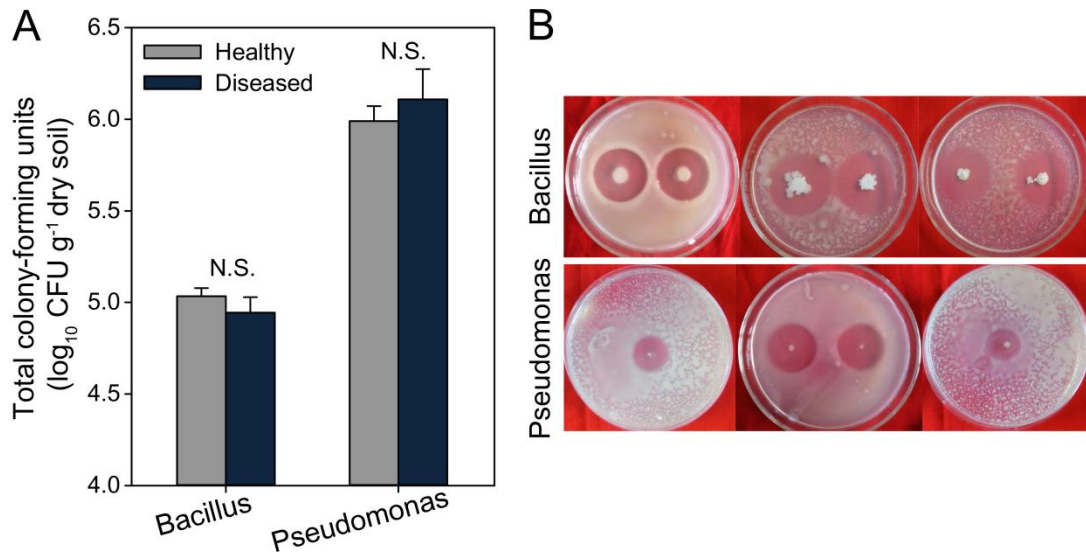 A
Total colony-forming units
(log₁₀ CFU g⁻¹ dry soil)
6.5
6.0
5.5
5.0
4.5
4.0
Healthy
Diseased
N.S.
N.S.
Bacillus
Pseudomonas
B
Bacillus
Pseudomonas